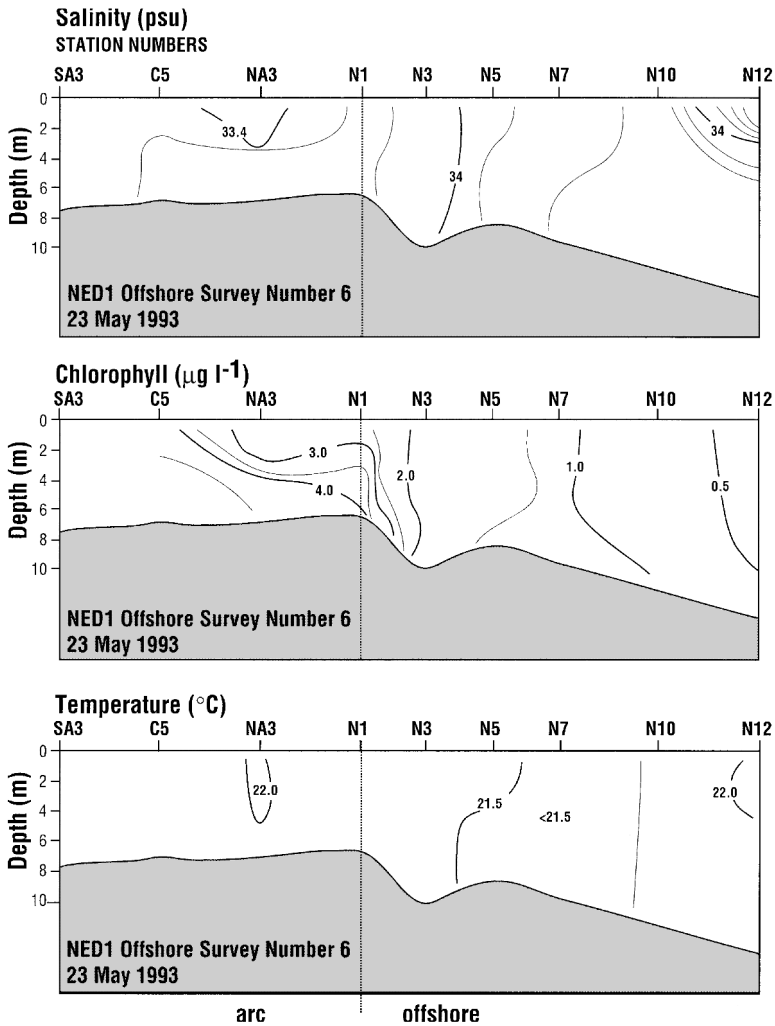 Salinity (psu)
STATION NUMBERS
SA3 C5 NA3 N1 N3 N5 N7 N10 N12
Depth (m)
0
2
4
6
8
10
33.4
34
34
NED1 Offshore Survey Number 6
23 May 1993
Chlorophyll (μg l-1)
SA3 C5 NA3 N1 N3 N5 N7 N10 N12
Depth (m)
0
2
4
6
8
10
3.0
4.0
2.0
1.0
0.5
NED1 Offshore Survey Number 6
23 May 1993
Temperature (°C)
SA3 C5 NA3 N1 N3 N5 N7 N10 N12
Depth (m)
0
2
4
6
8
10
22.0
21.5
<21.5
22.0
NED1 Offshore Survey Number 6
23 May 1993
arc offshore